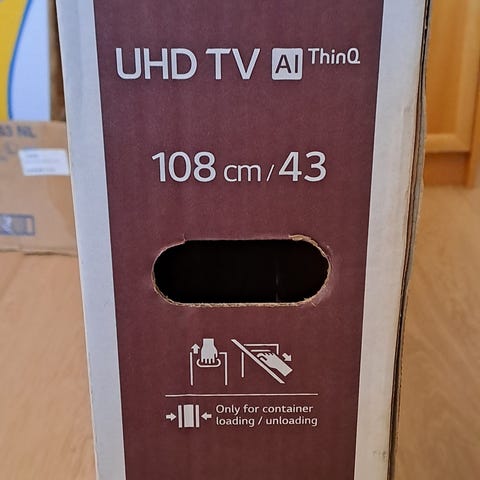 UHD TV AI ThinQ
108 cm / 43
Only for container
loading / unloading